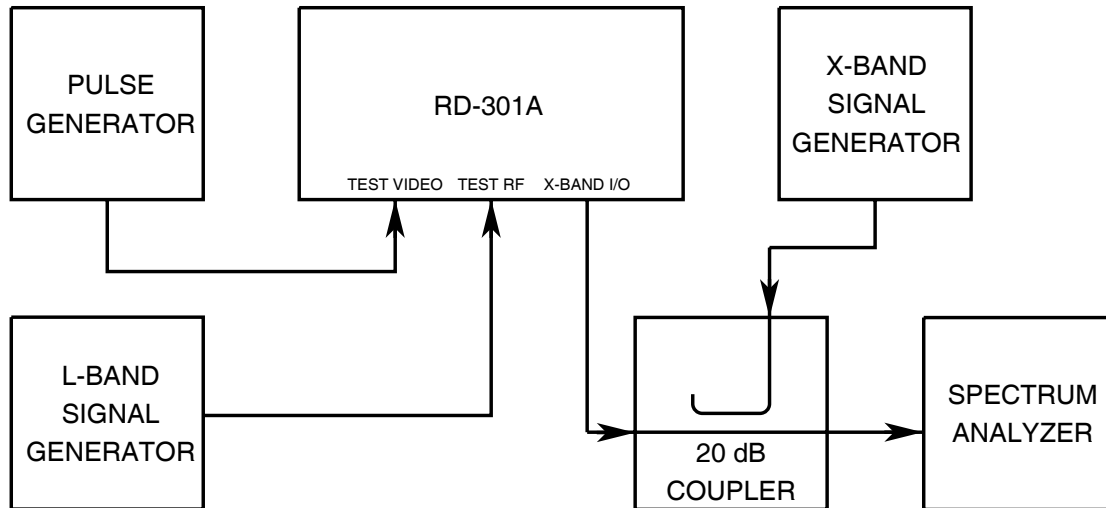 PULSE
GENERATOR
RD-301A
TEST VIDEO TEST RF X-BAND I/O
X-BAND
SIGNAL
GENERATOR
L-BAND
SIGNAL
GENERATOR
20 dB
COUPLER
SPECTRUM
ANALYZER